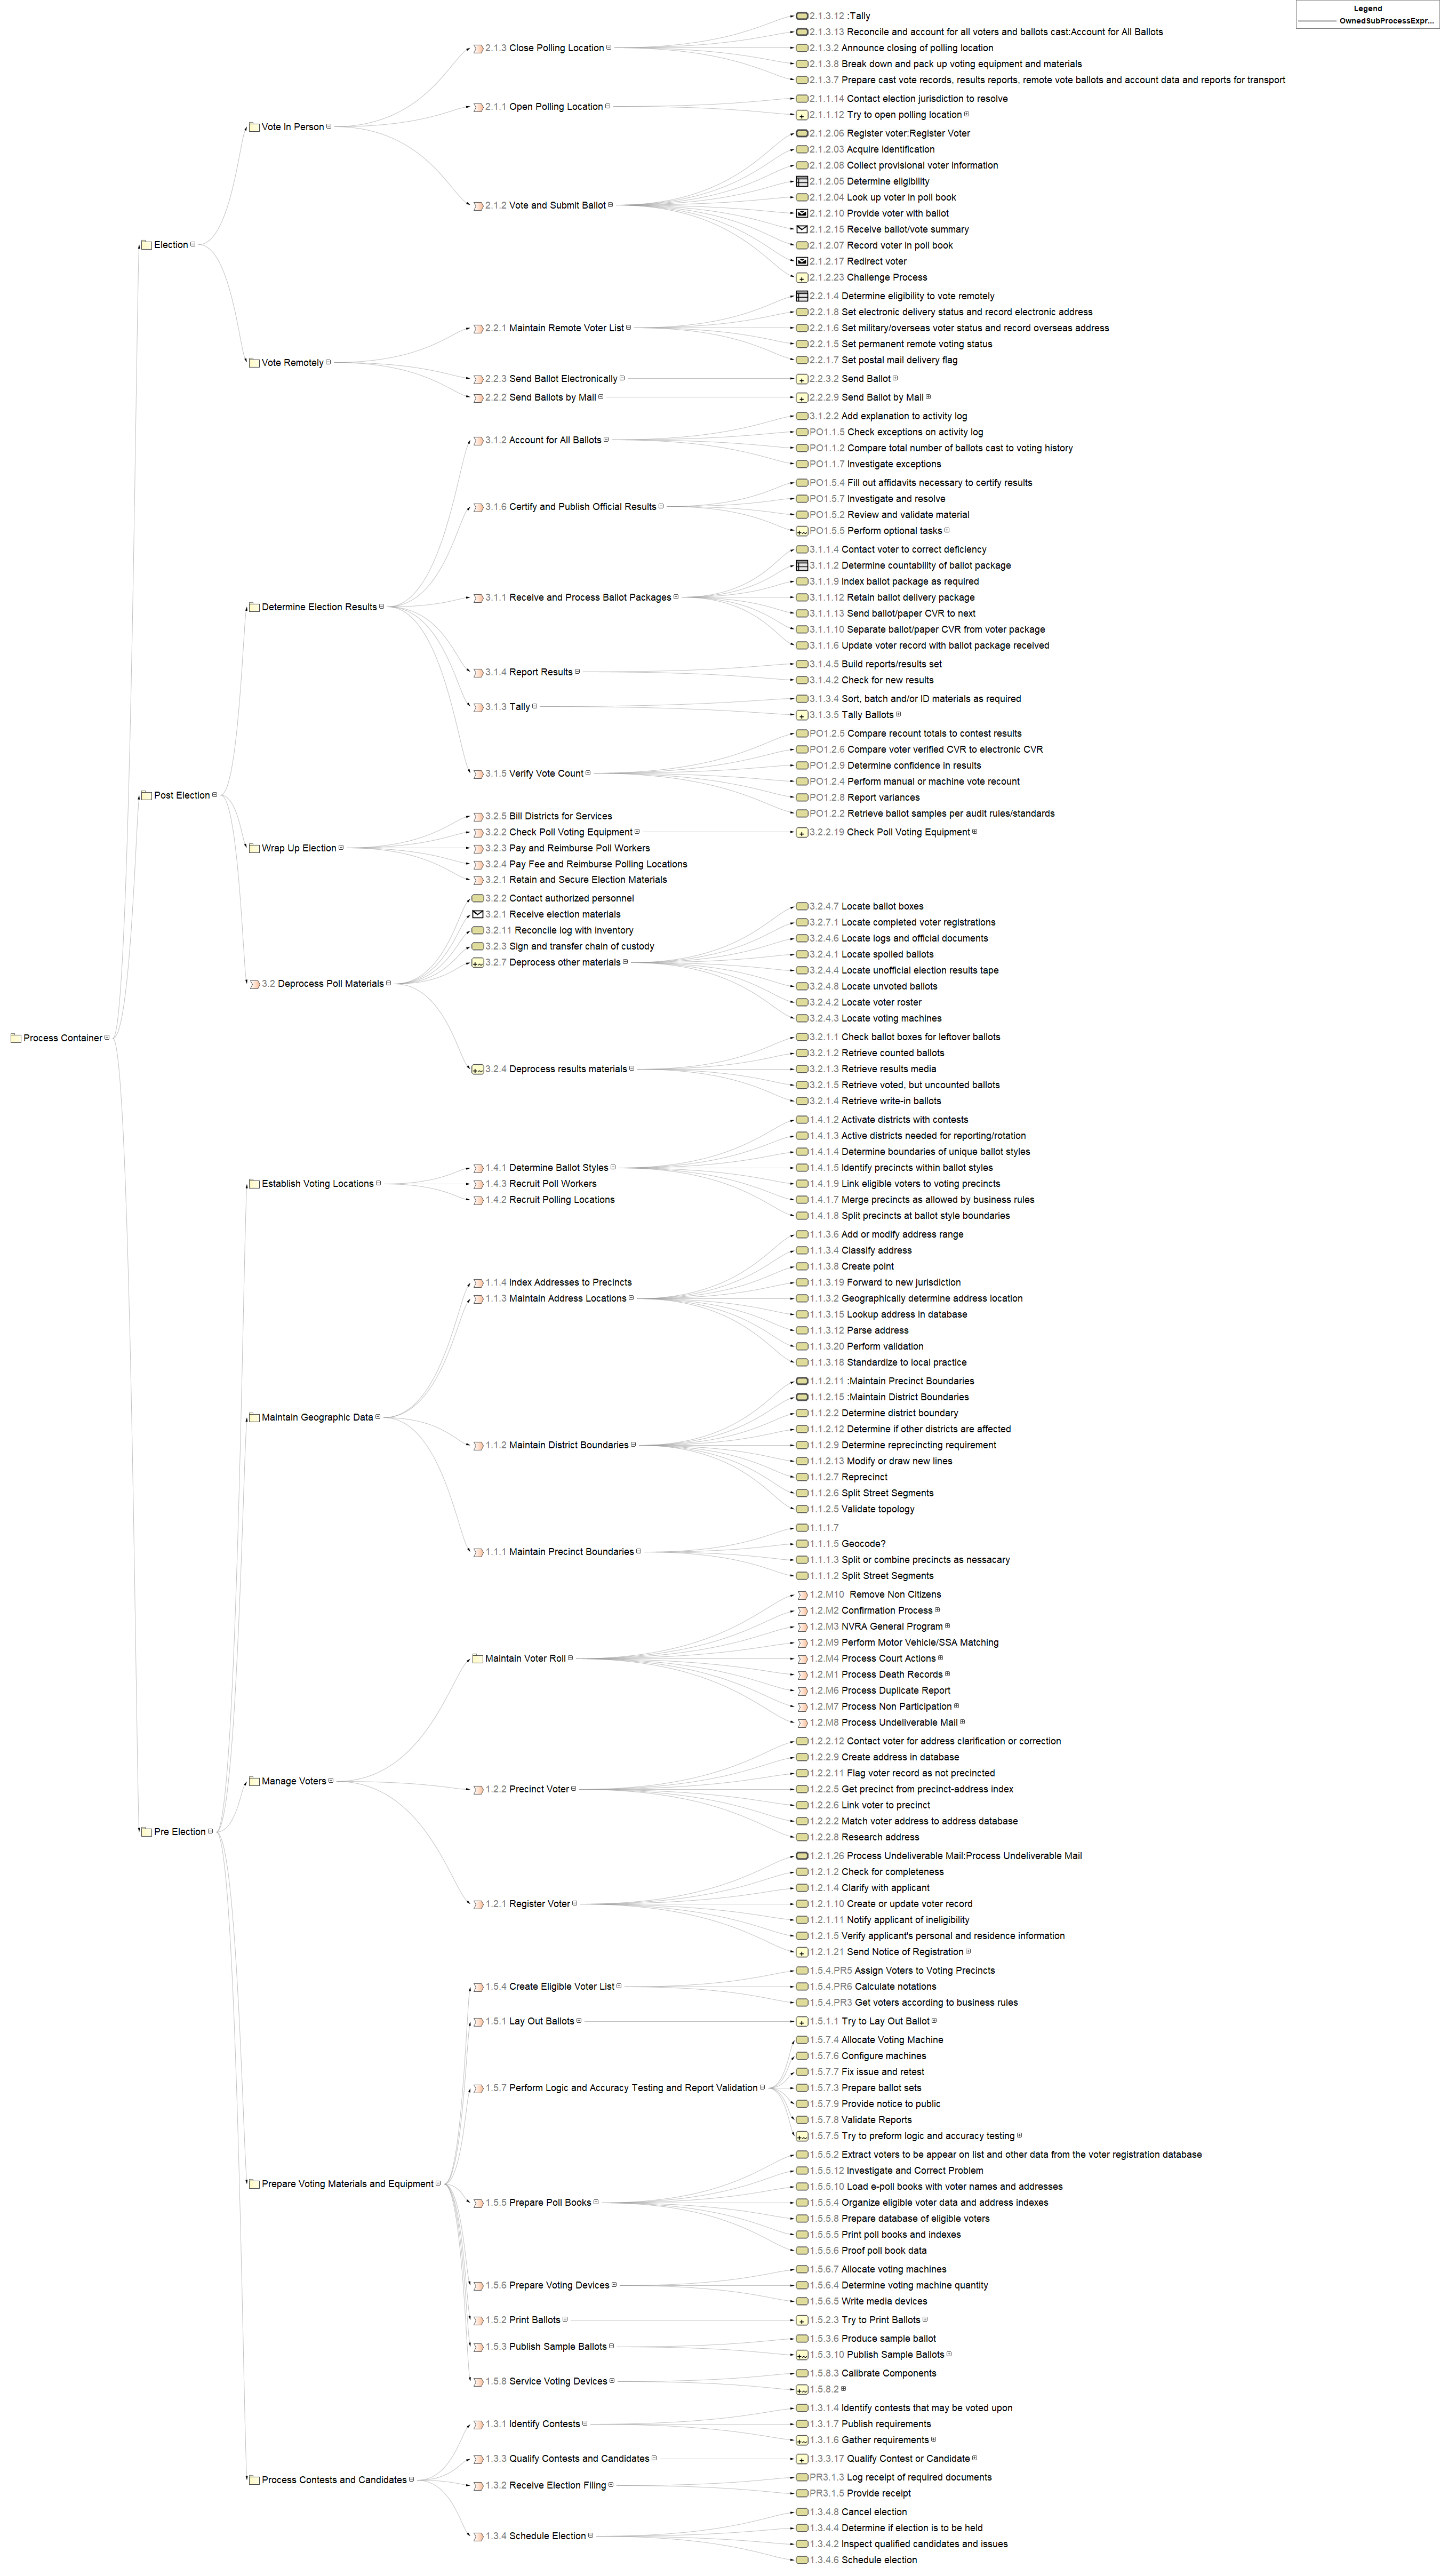 Legend
OwnedSubProcessExpr...
2.1.3.12 :Tally
2.1.3.13 Reconcile and account for all voters and ballots cast:Account for All Ballots
2.1.3 Close Polling Location
2.1.3.2 Announce closing of polling location
2.1.3.8 Break down and pack up voting equipment and materials
2.1.3.7 Prepare cast vote records, results reports, remote vote ballots and account data and reports for transport
2.1.1.14 Contact election jurisdiction to resolve
2.1.1 Open Polling Location
2.1.1.12 Try to open polling location
Vote In Person
2.1.2.06 Register voter:Register Voter
2.1.2.03 Acquire identification
2.1.2.08 Collect provisional voter information
2.1.2.05 Determine eligibility
2.1.2.04 Look up voter in poll book
2.1.2 Vote and Submit Ballot
2.1.2.10 Provide voter with ballot
2.1.2.15 Receive ballot/vote summary
Election
2.1.2.07 Record voter in poll book
2.1.2.17 Redirect voter
2.1.2.23 Challenge Process
2.2.1.4 Determine eligibility to vote remotely
2.2.1.8 Set electronic delivery status and record electronic address
2.2.1 Maintain Remote Voter List
2.2.1.6 Set military/overseas voter status and record overseas address
2.2.1.5 Set permanent remote voting status
Vote Remotely
2.2.1.7 Set postal mail delivery flag
2.2.3 Send Ballot Electronically
2.2.3.2 Send Ballot
2.2.2 Send Ballots by Mail
2.2.2.9 Send Ballot by Mail
3.1.2.2 Add explanation to activity log
PO1.1.5 Check exceptions on activity log
3.1.2 Account for All Ballots
PO1.1.2 Compare total number of ballots cast to voting history
PO1.1.7 Investigate exceptions
PO1.5.4 Fill out affidavits necessary to certify results
PO1.5.7 Investigate and resolve
3.1.6 Certify and Publish Official Results
PO1.5.2 Review and validate material
PO1.5.5 Perform optional tasks
3.1.1.4 Contact voter to correct deficiency
3.1.1.2 Determine countability of ballot package
3.1.1.9 Index ballot package as required
3.1.1 Receive and Process Ballot Packages
3.1.1.12 Retain ballot delivery package
Determine Election Results
3.1.1.13 Send ballot/paper CVR to next
3.1.1.10 Separate ballot/paper CVR from voter package
3.1.1.6 Update voter record with ballot package received
3.1.4.5 Build reports/results set
3.1.4 Report Results
3.1.4.2 Check for new results
3.1.3.4 Sort, batch and/or ID materials as required
3.1.3 Tally
3.1.3.5 Tally Ballots
PO1.2.5 Compare recount totals to contest results
PO1.2.6 Compare voter verified CVR to electronic CVR
PO1.2.9 Determine confidence in results
3.1.5 Verify Vote Count
PO1.2.4 Perform manual or machine vote recount
Post Election
PO1.2.8 Report variances
PO1.2.2 Retrieve ballot samples per audit rules/standards
3.2.5 Bill Districts for Services
3.2.2 Check Poll Voting Equipment
3.2.2.19 Check Poll Voting Equipment
Wrap Up Election
3.2.3 Pay and Reimburse Poll Workers
3.2.4 Pay Fee and Reimburse Polling Locations
3.2.1 Retain and Secure Election Materials
3.2.2 Contact authorized personnel
3.2.4.7 Locate ballot boxes
3.2.1 Receive election materials
3.2.7.1 Locate completed voter registrations
3.2.11 Reconcile log with inventory
3.2.4.6 Locate logs and official documents
3.2.3 Sign and transfer chain of custody
3.2.4.1 Locate spoiled ballots
3.2.7 Deprocess other materials
3.2.4.4 Locate unofficial election results tape
3.2 Deprocess Poll Materials
3.2.4.8 Locate unvoted ballots
3.2.4.2 Locate voter roster
3.2.4.3 Locate voting machines
Process Container
3.2.1.1 Check ballot boxes for leftover ballots
3.2.1.2 Retrieve counted ballots
3.2.4 Deprocess results materials
3.2.1.3 Retrieve results media
3.2.1.5 Retrieve voted, but uncounted ballots
3.2.1.4 Retrieve write-in ballots
1.4.1.2 Activate districts with contests
1.4.1.3 Active districts needed for reporting/rotation
1.4.1.4 Determine boundaries of unique ballot styles
1.4.1 Determine Ballot Styles
1.4.1.5 Identify precincts within ballot styles
Establish Voting Locations
1.4.3 Recruit Poll Workers
1.4.1.9 Link eligible voters to voting precincts
1.4.2 Recruit Polling Locations
1.4.1.7 Merge precincts as allowed by business rules
1.4.1.8 Split precincts at ballot style boundaries
1.1.3.6 Add or modify address range
1.1.3.4 Classify address
1.1.3.8 Create point
1.1.4 Index Addresses to Precincts
1.1.3.19 Forward to new jurisdiction
1.1.3 Maintain Address Locations
1.1.3.2 Geographically determine address location
1.1.3.15 Lookup address in database
1.1.3.12 Parse address
1.1.3.20 Perform validation
1.1.3.18 Standardize to local practice
1.1.2.11 :Maintain Precinct Boundaries
1.1.2.15 :Maintain District Boundaries
Maintain Geographic Data
1.1.2.2 Determine district boundary
1.1.2.12 Determine if other districts are affected
1.1.2 Maintain District Boundaries
1.1.2.9 Determine reprecincting requirement
1.1.2.13 Modify or draw new lines
1.1.2.7 Reprecinct
1.1.2.6 Split Street Segments
1.1.2.5 Validate topology
1.1.1.7
1.1.1.5 Geocode?
1.1.1 Maintain Precinct Boundaries
1.1.1.3 Split or combine precincts as nessacary
1.1.1.2 Split Street Segments
1.2.M10 Remove Non Citizens
1.2.M2 Confirmation Process
1.2.M3 NVRA General Program
1.2.M9 Perform Motor Vehicle/SSA Matching
Maintain Voter Roll
1.2.M4 Process Court Actions
1.2.M1 Process Death Records
1.2.M6 Process Duplicate Report
1.2.M7 Process Non Participation
1.2.M8 Process Undeliverable Mail
1.2.2.12 Contact voter for address clarification or correction
1.2.2.9 Create address in database
1.2.2.11 Flag voter record as not precincted
Manage Voters
1.2.2 Precinct Voter
1.2.2.5 Get precinct from precinct-address index
1.2.2.6 Link voter to precinct
1.2.2.2 Match voter address to address database
Pre Election
1.2.2.8 Research address
1.2.1.26 Process Undeliverable Mail:Process Undeliverable Mail
1.2.1.2 Check for completeness
1.2.1.4 Clarify with applicant
1.2.1 Register Voter
1.2.1.10 Create or update voter record
1.2.1.11 Notify applicant of ineligibility
1.2.1.5 Verify applicant's personal and residence information
1.2.1.21 Send Notice of Registration
1.5.4.PR5 Assign Voters to Voting Precincts
1.5.4 Create Eligible Voter List
1.5.4.PR6 Calculate notations
1.5.4.PR3 Get voters according to business rules
1.5.1 Lay Out Ballots
1.5.1.1 Try to Lay Out Ballot
1.5.7.4 Allocate Voting Machine
1.5.7.6 Configure machines
1.5.7.7 Fix issue and retest
1.5.7 Perform Logic and Accuracy Testing and Report Validation
1.5.7.3 Prepare ballot sets
1.5.7.9 Provide notice to public
1.5.7.8 Validate Reports
1.5.7.5 Try to preform logic and accuracy testing
1.5.5.2 Extract voters to be appear on list and other data from the voter registration database
1.5.5.12 Investigate and Correct Problem
Prepare Voting Materials and Equipment
1.5.5.10 Load e-poll books with voter names and addresses
1.5.5 Prepare Poll Books
1.5.5.4 Organize eligible voter data and address indexes
1.5.5.8 Prepare database of eligible voters
1.5.5.5 Print poll books and indexes
1.5.5.6 Proof poll book data
1.5.6.7 Allocate voting machines
1.5.6 Prepare Voting Devices
1.5.6.4 Determine voting machine quantity
1.5.6.5 Write media devices
1.5.2 Print Ballots
1.5.2.3 Try to Print Ballots
1.5.3.6 Produce sample ballot
1.5.3 Publish Sample Ballots
1.5.3.10 Publish Sample Ballots
1.5.8.3 Calibrate Components
1.5.8 Service Voting Devices
1.5.8.2
1.3.1.4 Identify contests that may be voted upon
1.3.1 Identify Contests
1.3.1.7 Publish requirements
1.3.1.6 Gather requirements
1.3.3 Qualify Contests and Candidates
1.3.3.17 Qualify Contest or Candidate
Process Contests and Candidates
PR3.1.3 Log receipt of required documents
1.3.2 Receive Election Filing
PR3.1.5 Provide receipt
1.3.4.8 Cancel election
1.3.4.4 Determine if election is to be held
1.3.4 Schedule Election
1.3.4.2 Inspect qualified candidates and issues
1.3.4.6 Schedule election